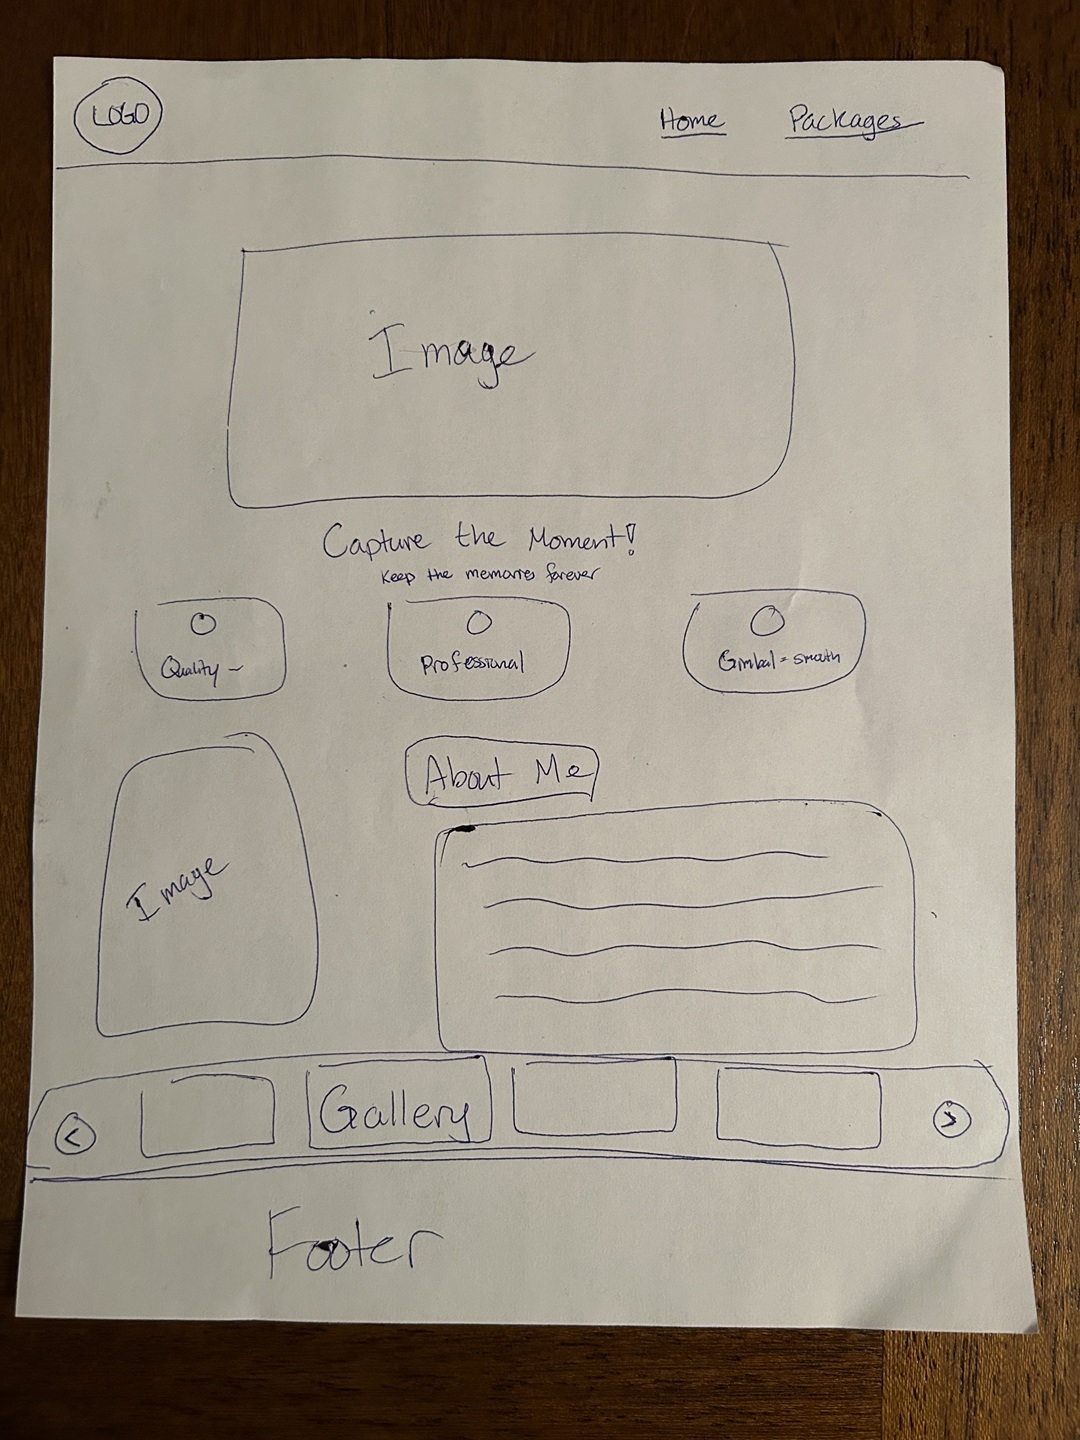 LOGO
Home Packages
Image
Capture the Moment!
Keep the memories forever
Quality -
Professional
Gimbal = smooth
About Me
Image
< Gallery >
Footer